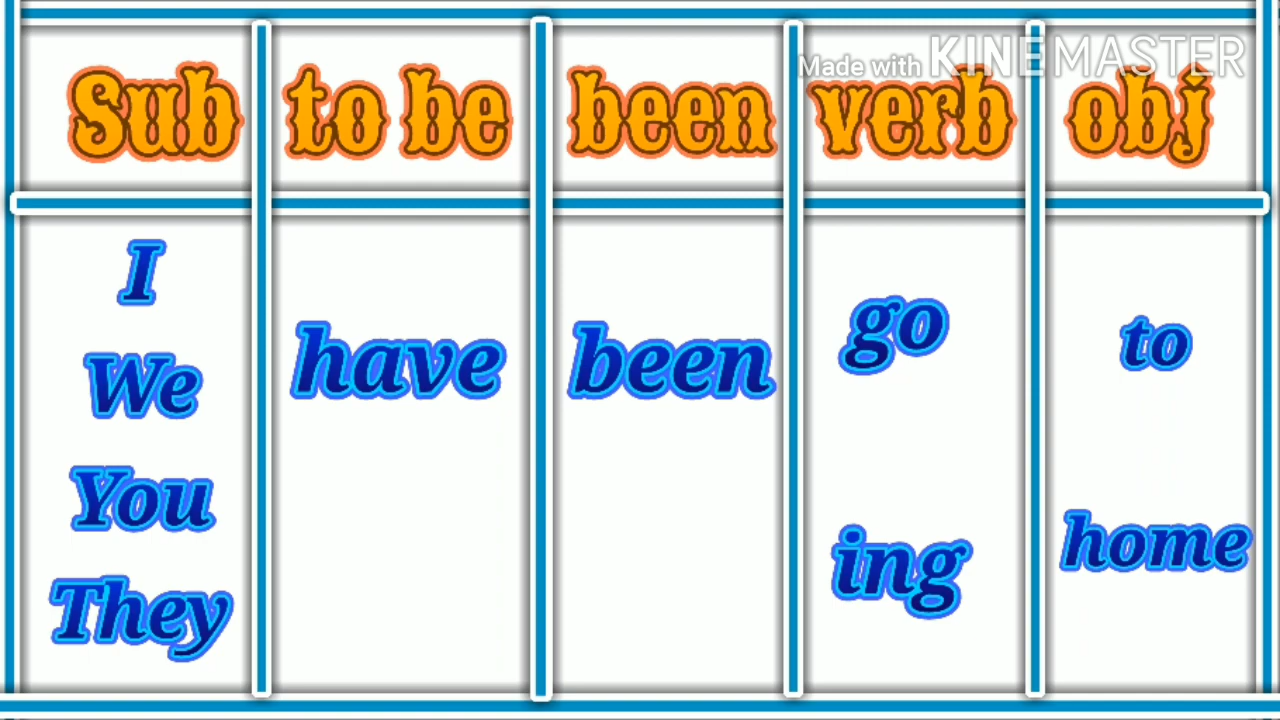 Made with KINEMASTER
Sub to be been verb obj
I
We
You
They
have
been
go
ing
to
home